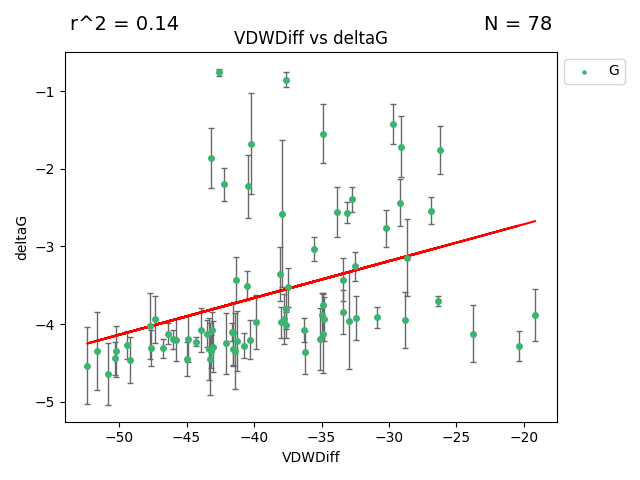 r^2 = 0.14
N = 78
VDWDiff vs deltaG
G
−1
−2
−3
−4
−5
deltaG
−50
−45
−40
−35
−30
−25
−20
VDWDiff